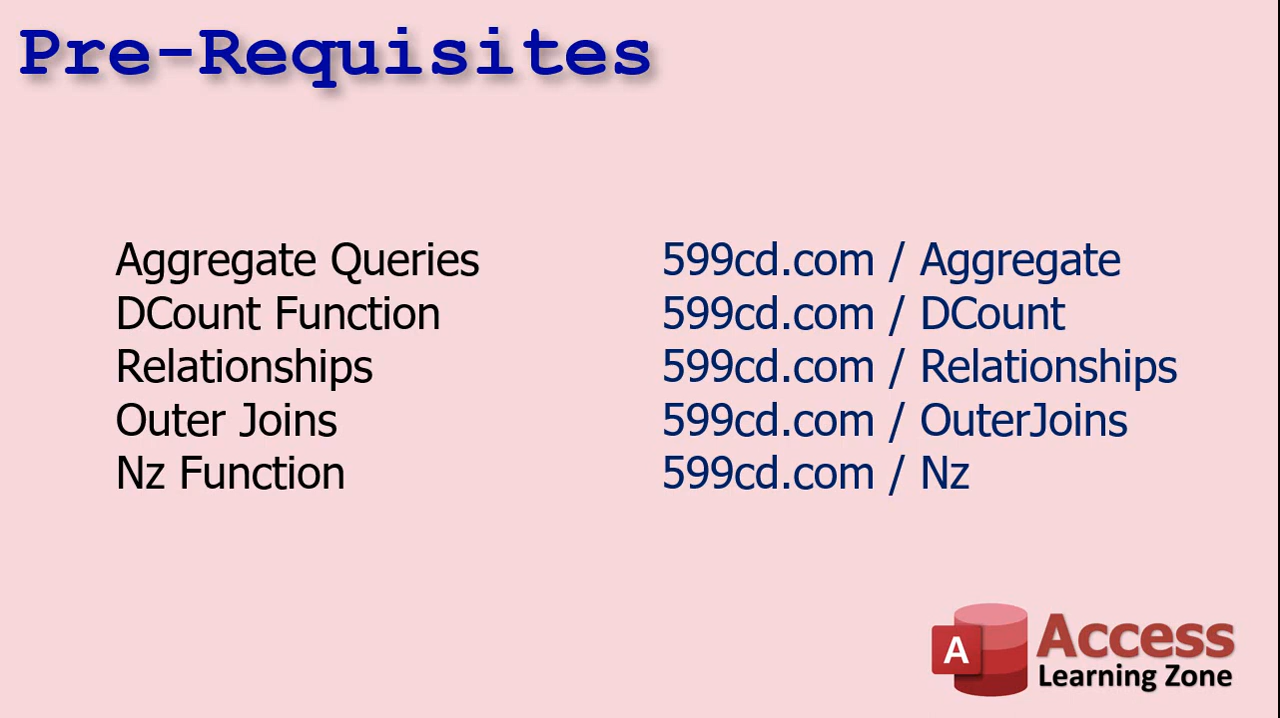 Pre-Requisites
Aggregate Queries 599cd.com / Aggregate
DCount Function 599cd.com / DCount
Relationships 599cd.com / Relationships
Outer Joins 599cd.com / OuterJoins
Nz Function 599cd.com / Nz
A Access
Learning Zone